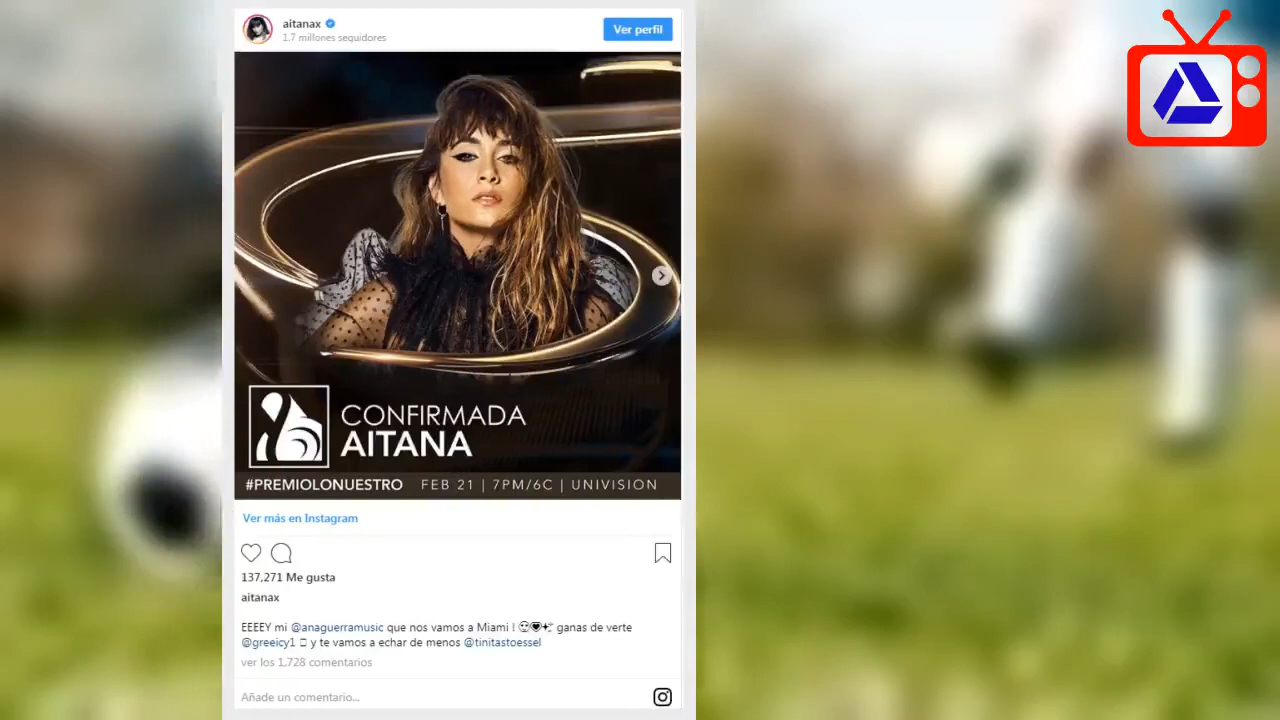 aitanax
1.7 millones seguidores
Ver perfil
CONFIRMADA
AITANA
#PREMIOLONUESTRO FEB 21 | 7PM/6C | UNIVISION
Ver más en Instagram
137,271 Me gusta
aitanax
EEEEY mi @anaguerramusic que nos vamos a Miami ! ganas de verte
@greeicy1 y te vamos a echar de menos @tinitastoessel
ver los 1,728 comentarios
Añade un comentario...